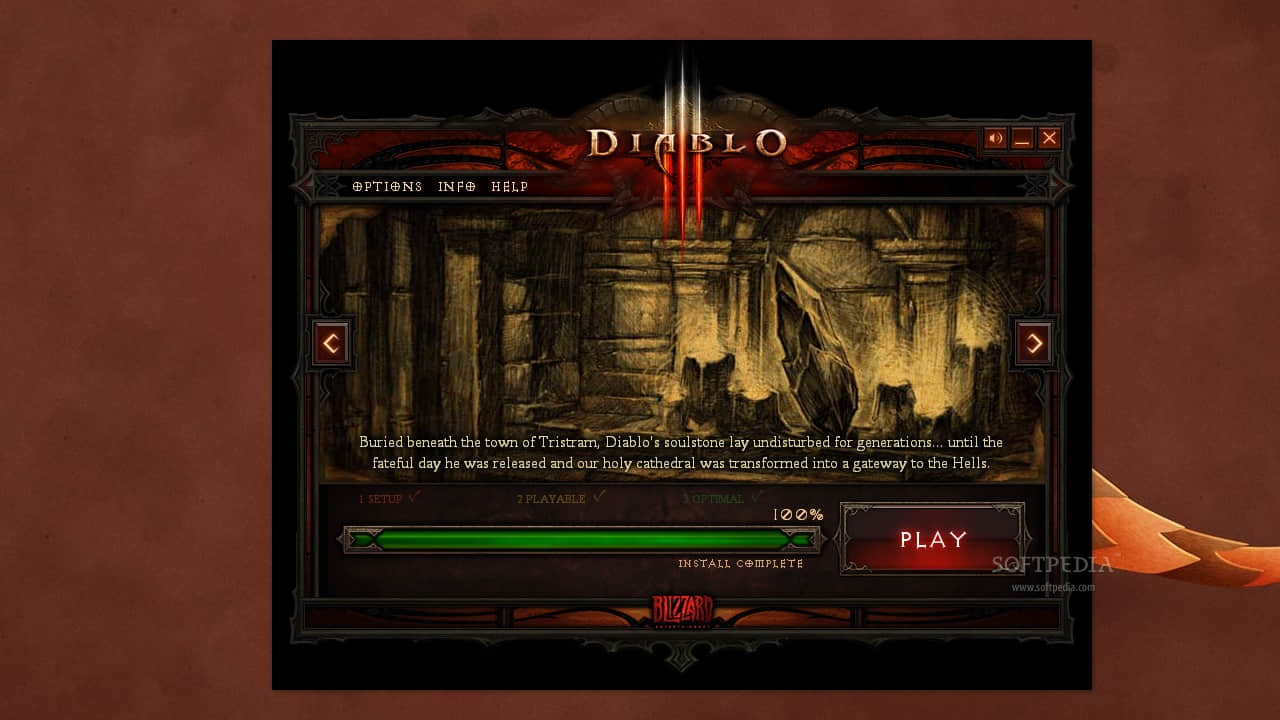 DIABLO
OPTIONS INFO HELP
Buried beneath the town of Tristram, Diablo's soulstone lay undisturbed for generations... until the
fateful day he was released and our holy cathedral was transformed into a gateway to the Hells.
1 SETUP ✓ 2 PLAYABLE ✓ 3 OPTIMAL ✓
100%
PLAY
INSTALL COMPLETE
SOFTPEDIA
www.softpedia.com
BLIZZARD
ENTERTAINMENT